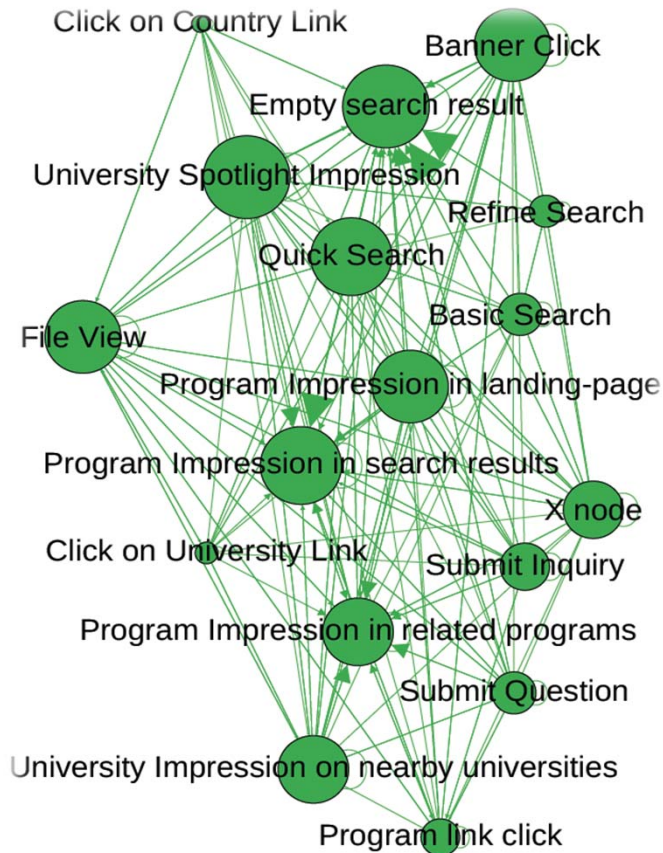 Click on Country Link
Banner Click
Empty search result
University Spotlight Impression
Refine Search
Quick Search
Basic Search
File View
Program Impression in landing-page
Program Impression in search results
X node
Click on University Link
Submit Inquiry
Program Impression in related programs
Submit Question
University Impression on nearby universities
Program link click